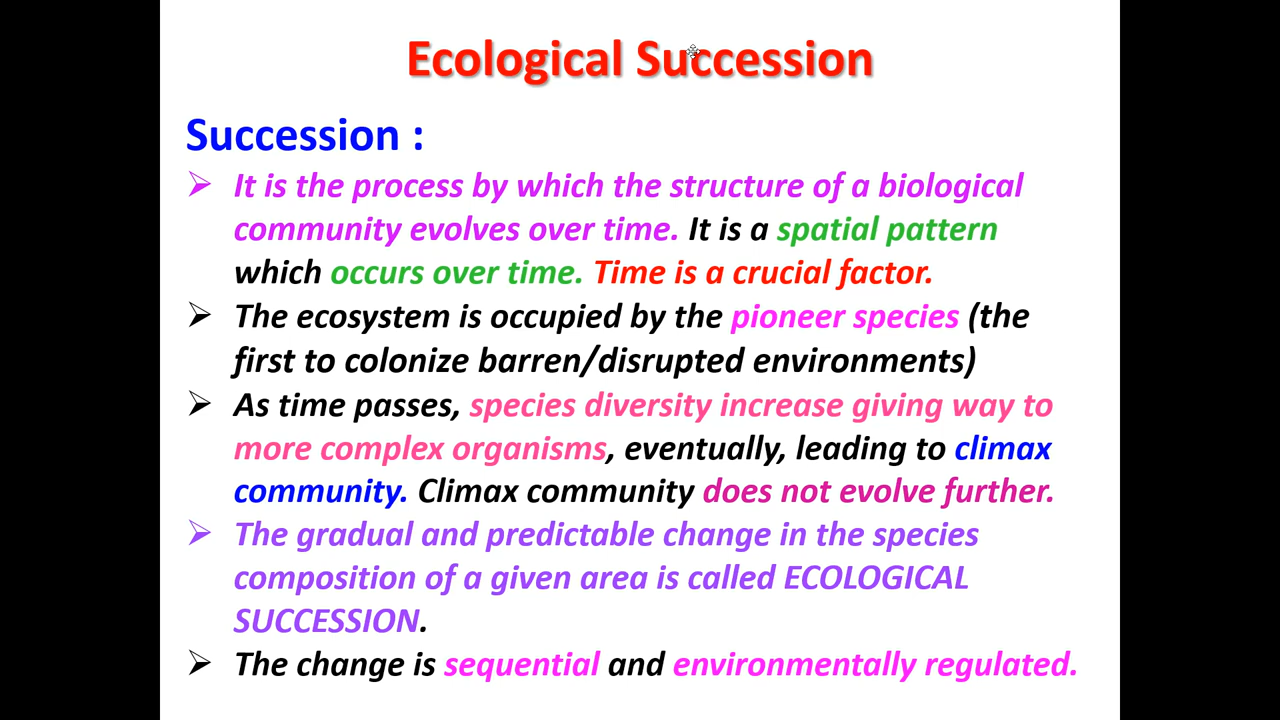 Ecological Succession
Succession :
➢ It is the process by which the structure of a biological
community evolves over time. It is a spatial pattern
which occurs over time. Time is a crucial factor.
➢ The ecosystem is occupied by the pioneer species (the
first to colonize barren/disrupted environments)
➢ As time passes, species diversity increase giving way to
more complex organisms, eventually, leading to climax
community. Climax community does not evolve further.
➢ The gradual and predictable change in the species
composition of a given area is called ECOLOGICAL
SUCCESSION.
➢ The change is sequential and environmentally regulated.